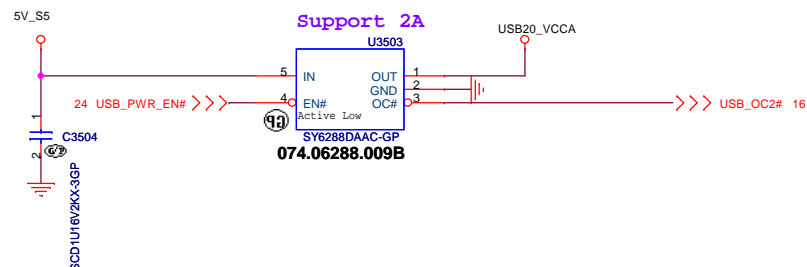 Support 2A
5V_S5
U3503
USB20_VCCA
5 IN OUT 1
GND 2
24 USB_PWR_EN# 4 EN# OC# 3 USB_OC2# 16
Active Low
GP
1
C3504
2 G/P
SY6288DAAC-GP
074.06288.009B
SCD1U16V2KX-3GP